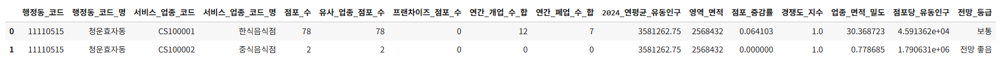 행정동_코드 행정동_코드_명 서비스_업종_코드 서비스_업종_코드_명 점포_수 유사_업종_점포_수 프랜차이즈_점포_수 연간_개업_수_합 연간_폐업_수_합 2024_연평균_유동인구 영역_면적 점포_증감률 경쟁도_지수 업종_면적_밀도 점포당_유동인구 전망_등급
0 11110515 청운효자동 CS100001 한식음식점 78 78 0 12 7 3581262.75 2568432 0.064103 1.0 30.368723 4.591362e+04 보통
1 11110515 청운효자동 CS100002 중식음식점 2 2 0 0 0 3581262.75 2568432 0.000000 1.0 0.778685 1.790631e+06 전망 좋음